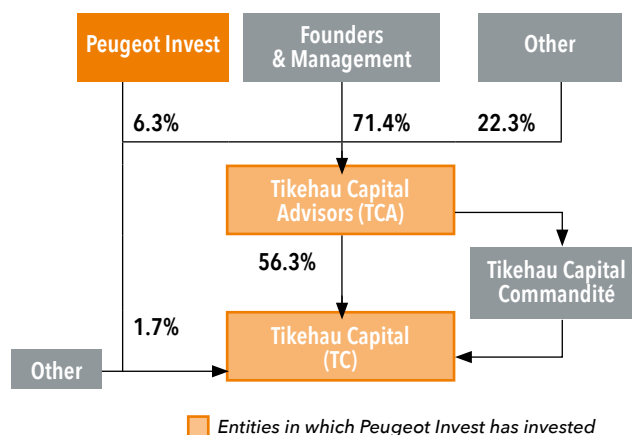 Peugeot Invest
Founders
& Management
Other
6.3%
71.4%
22.3%
Tikehau Capital
Advisors (TCA)
56.3%
Tikehau Capital
Commandité
1.7%
Tikehau Capital
(TC)
Other
Entities in which Peugeot Invest has invested